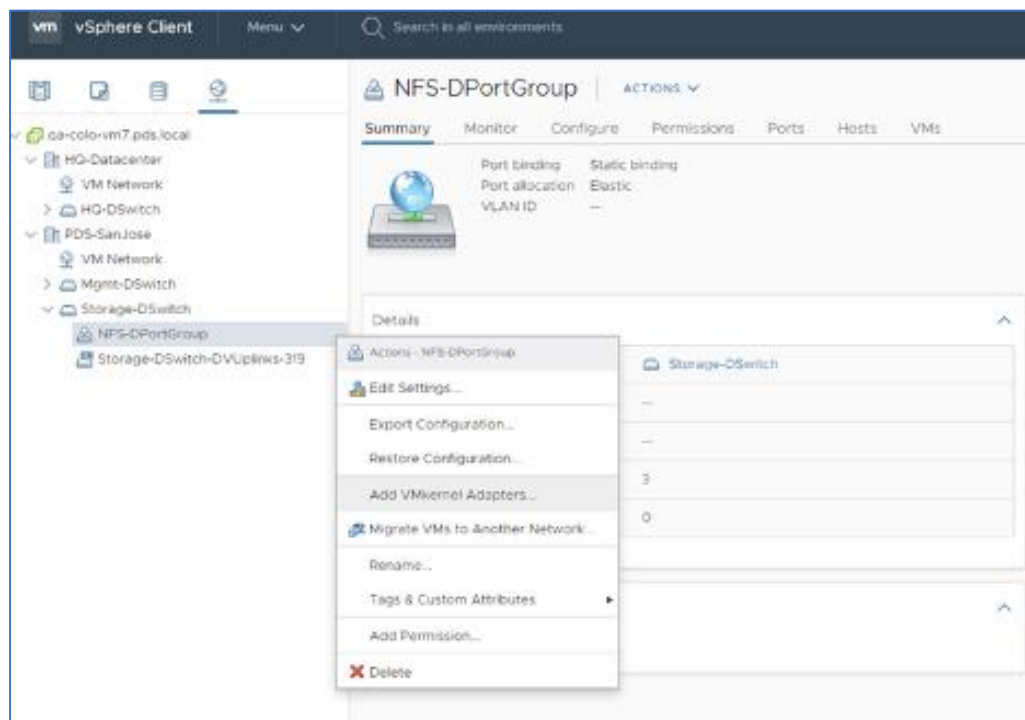 vm vSphere Client Menu Search in all environments
NFS-DPortGroup ACTIONS
Summary Monitor Configure Permissions Ports Hosts VMs
qa-colo-vm7.pds.local
HQ-Datacenter
VM Network
HQ-DSwitch
PDS-SanJose
VM Network
Mgmt-DSwitch
Storage-DSwitch
NFS-DPortGroup
Storage-DSwitch-DVUplinks-319
Port binding Static binding
Port allocation Elastic
VLAN ID --
Details
Storage-DSwitch
--
--
3
0
Actions - NFS-DPortGroup
Edit Settings...
Export Configuration...
Restore Configuration...
Add VMkernel Adapters...
Migrate VMs to Another Network...
Rename...
Tags & Custom Attributes
Add Permission...
Delete